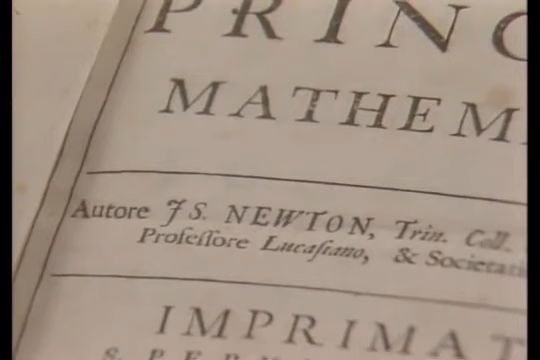 PRINC
MATHEM
Autore JS. NEWTON, Trin. Coll.
Profeſſore Lucaſiano, & Societati
IMPRIMAT
S. P E P Y